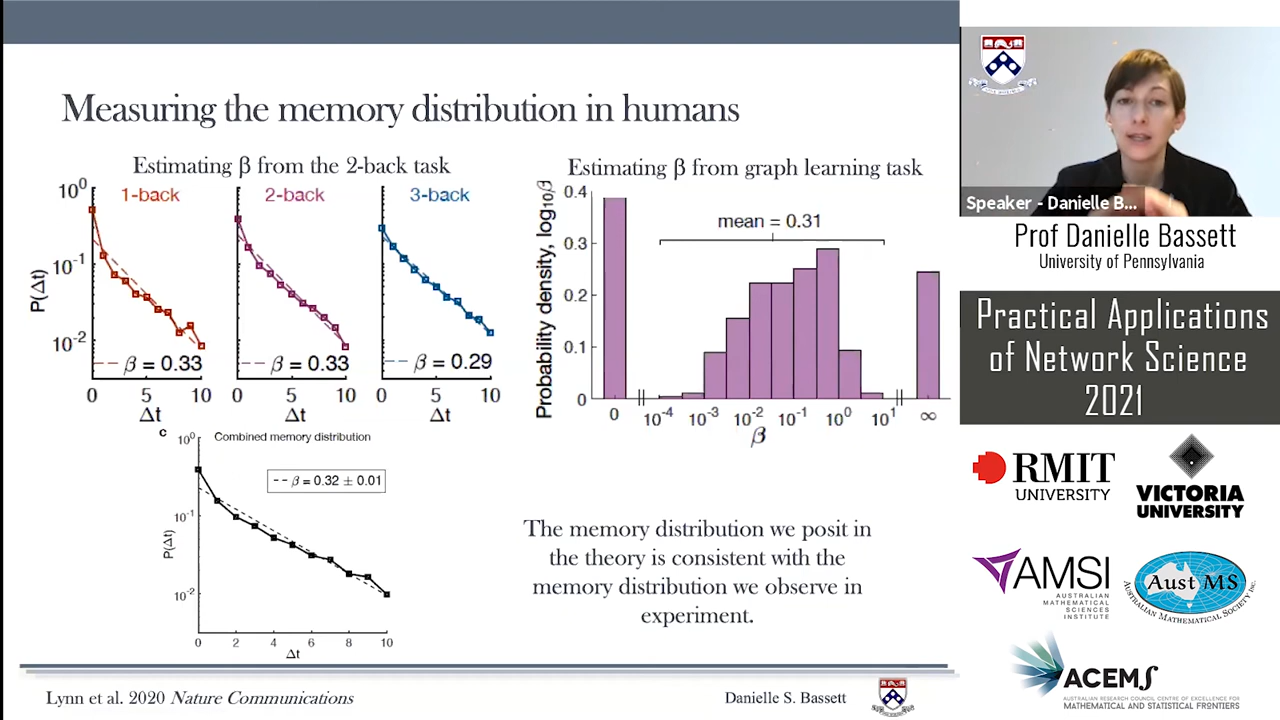 Measuring the memory distribution in humans
Estimating β from the 2-back task
1-back
2-back
3-back
P(Δt)
10⁰
10⁻¹
10⁻²
β = 0.33
β = 0.33
β = 0.29
0 5 10
0 5 10
0 5 10
Δt
Δt
Δt
Estimating β from graph learning task
Probability density, log₁₀β
0.4
0.3
0.2
0.1
0
mean = 0.31
0 10⁻⁴ 10⁻³ 10⁻² 10⁻¹ 10⁰ 10¹ ∞
β
c
Combined memory distribution
β = 0.32 ± 0.01
P(Δt)
10⁰
10⁻¹
10⁻²
0 2 4 6 8 10
Δt
The memory distribution we posit in
the theory is consistent with the
memory distribution we observe in
experiment.
Lynn et al. 2020 Nature Communications
Danielle S. Bassett
Speaker - Danielle B...
Prof Danielle Bassett
University of Pennsylvania
Practical Applications
of Network Science
2021
RMIT
UNIVERSITY
VICTORIA
UNIVERSITY
AMSI
AUSTRALIAN
MATHEMATICAL
SCIENCES
INSTITUTE
Aust MS
AUSTRALIAN MATHEMATICAL SOCIETY INC.
ACEMS
AUSTRALIAN RESEARCH COUNCIL CENTRE OF EXCELLENCE FOR
MATHEMATICAL AND STATISTICAL FRONTIERS